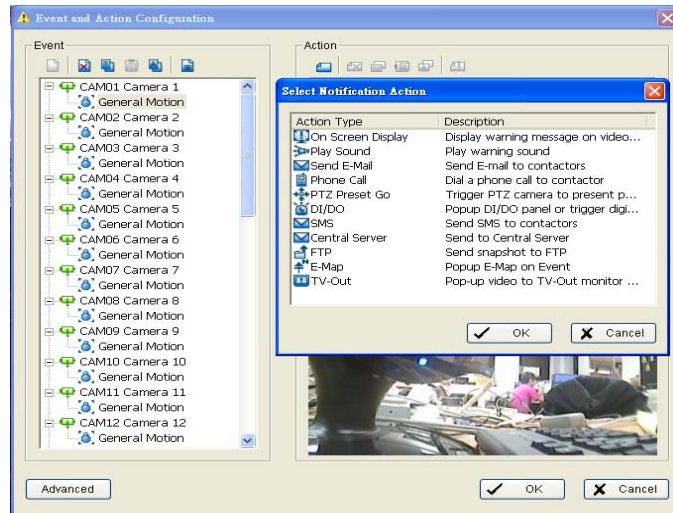 Event and Action Configuration
Event
CAM01 Camera 1
General Motion
CAM02 Camera 2
General Motion
CAM03 Camera 3
General Motion
CAM04 Camera 4
General Motion
CAM05 Camera 5
General Motion
CAM06 Camera 6
General Motion
CAM07 Camera 7
General Motion
CAM08 Camera 8
General Motion
CAM09 Camera 9
General Motion
CAM10 Camera 10
General Motion
CAM11 Camera 11
General Motion
CAM12 Camera 12
General Motion
Advanced
Action
Select Notification Action
Action Type Description
On Screen Display Display warning message on video...
Play Sound Play warning sound
Send E-Mail Send E-mail to contactors
Phone Call Dial a phone call to contactor
PTZ Preset Go Trigger PTZ camera to present p...
DI/DO Popup DI/DO panel or trigger digi...
SMS Send SMS to contactors
Central Server Send to Central Server
FTP Send snapshot to FTP
E-Map Popup E-Map on Event
TV-Out Pop-up video to TV-Out monitor ...
OK Cancel
OK Cancel